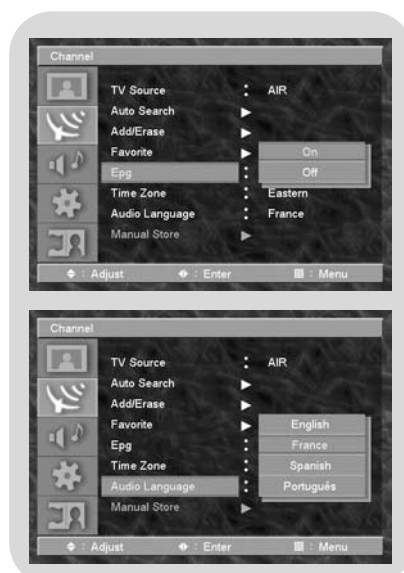 Channel
TV Source : AIR
Auto Search
Add/Erase
Favorite
On
Epg :
Off
Time Zone : Eastern
Audio Language : France
Manual Store
: Adjust : Enter : Menu
Channel
TV Source : AIR
Auto Search
Add/Erase
Favorite
English
Epg :
France
Time Zone :
Spanish
Audio Language :
Português
Manual Store
: Adjust : Enter : Menu